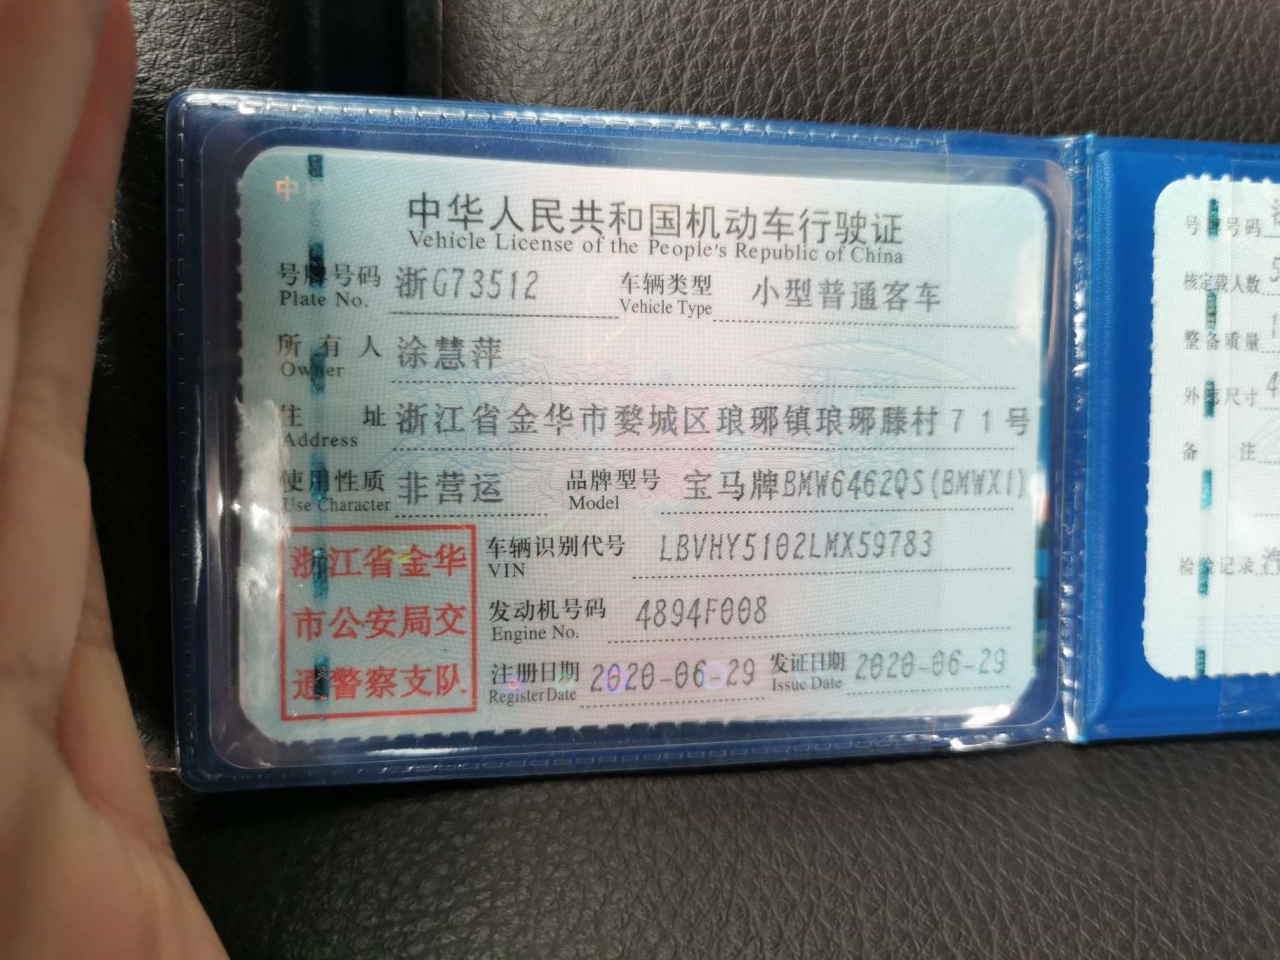 中华人民共和国机动车行驶证
Vehicle License of the People's Republic of China
号牌号码 浙G73512 车辆类型 小型普通客车
Plate No. Vehicle Type
所有人 涂慧萍
Owner
住址 浙江省金华市婺城区琅琊镇琅琊滕村71号
Address
使用性质 非营运 品牌型号 宝马牌BMW6462QS(BMWX1)
Use Character Model
浙江省金华
市公安局交
通警察支队
车辆识别代号 LBVHY5102LMX59783
VIN
发动机号码 4894F008
Engine No.
注册日期 2020-06-29 发证日期 2020-06-29
Register Date Issue Date
号牌号码
核定载人数 5
整备质量
外廓尺寸 4
备注
检验记录